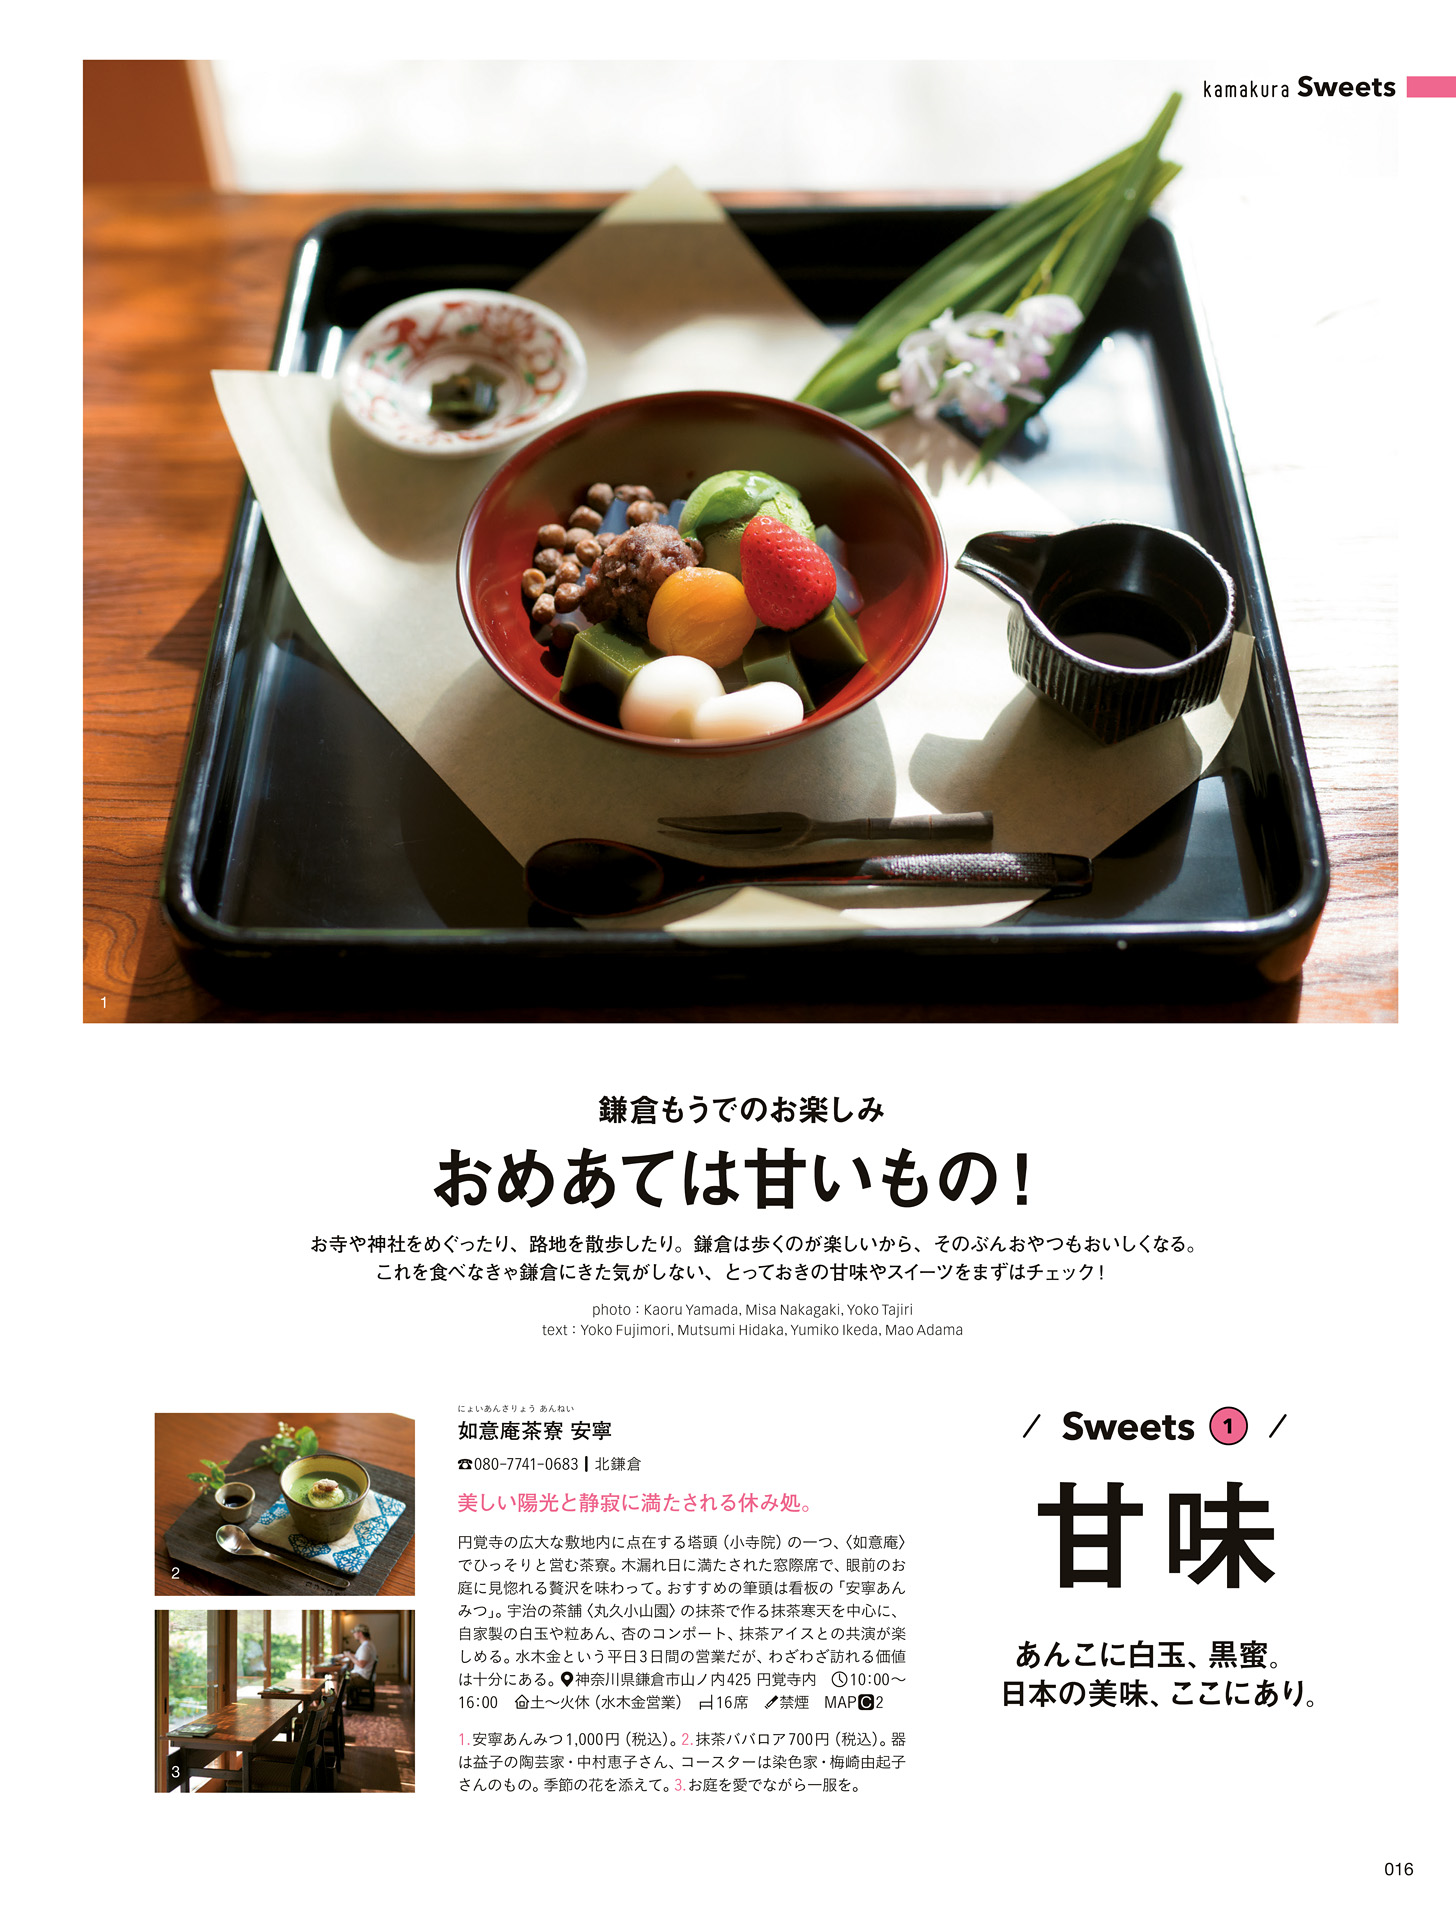 kamakura Sweets
1
鎌倉もうでのお楽しみ
おめあては甘いもの！
お寺や神社をめぐったり、路地を散歩したり。鎌倉は歩くのが楽しいから、そのぶんおやつもおいしくなる。
これを食べなきゃ鎌倉にきた気がしない、とっておきの甘味やスイーツをまずはチェック！
photo：Kaoru Yamada, Misa Nakagaki, Yoko Tajiri
text：Yoko Fujimori, Mutsumi Hidaka, Yumiko Ikeda, Mao Adama
2
3
にょいあんさりょう あんねい
如意庵茶寮 安寧
☎080-7741-0683 | 北鎌倉
美しい陽光と静寂に満たされる休み処。
円覚寺の広大な敷地内に点在する塔頭（小寺院）の一つ、〈如意庵〉
でひっそりと営む茶寮。木漏れ日に満たされた窓際席で、眼前のお
庭に見惚れる贅沢を味わって。おすすめの筆頭は看板の「安寧あん
みつ」。宇治の茶舗〈丸久小山園〉の抹茶で作る抹茶寒天を中心に、
自家製の白玉や粒あん、杏のコンポート、抹茶アイスとの共演が楽
しめる。水木金という平日3日間の営業だが、わざわざ訪れる価値
は十分にある。神奈川県鎌倉市山ノ内425 円覚寺内 10:00〜
16:00 土〜火休（水木金営業） 16席 禁煙 MAP C 2
1.安寧あんみつ1,000円（税込）。2.抹茶ババロア700円（税込）。器
は益子の陶芸家・中村恵子さん、コースターは染色家・梅崎由起子
さんのもの。季節の花を添えて。3.お庭を愛でながら一服を。
Sweets 1
甘味
あんこに白玉、黒蜜。
日本の美味、ここにあり。
016